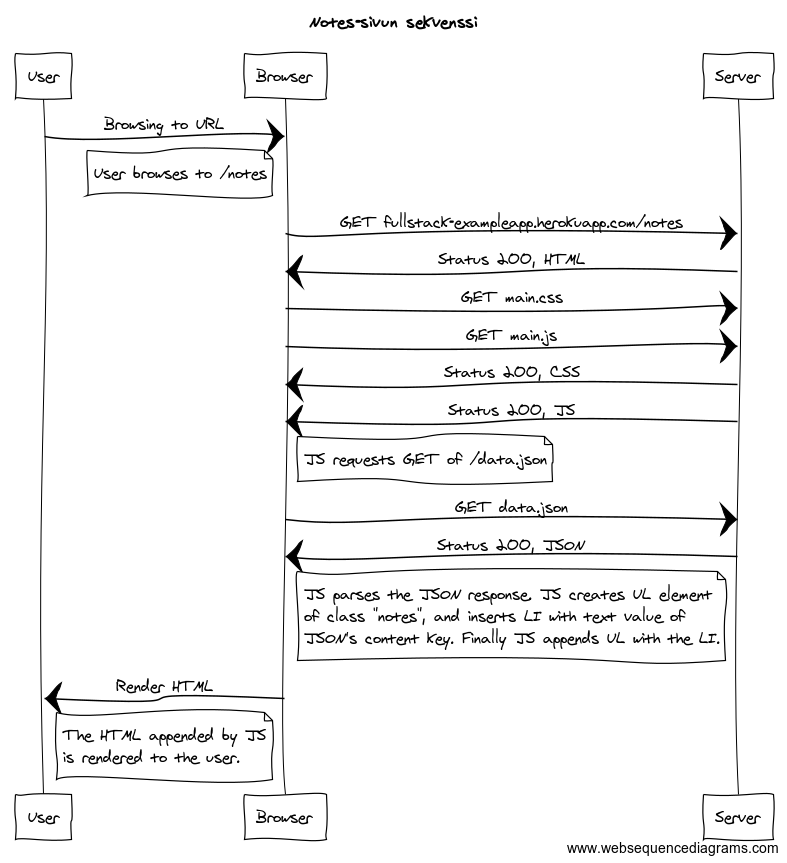 Notes-sivun sekvenssi
User
Browser
Server
Browsing to URL
User browses to /notes
GET fullstack-exampleapp.herokuapp.com/notes
Status 200, HTML
GET main.css
GET main.js
Status 200, CSS
Status 200, JS
JS requests GET of /data.json
GET data.json
Status 200, JSON
JS parses the JSON response. JS creates UL element
of class "notes", and inserts LI with text value of
JSON's content key. Finally JS appends UL with the LI.
Render HTML
The HTML appended by JS
is rendered to the user.
User
Browser
Server
www.websequencediagrams.com